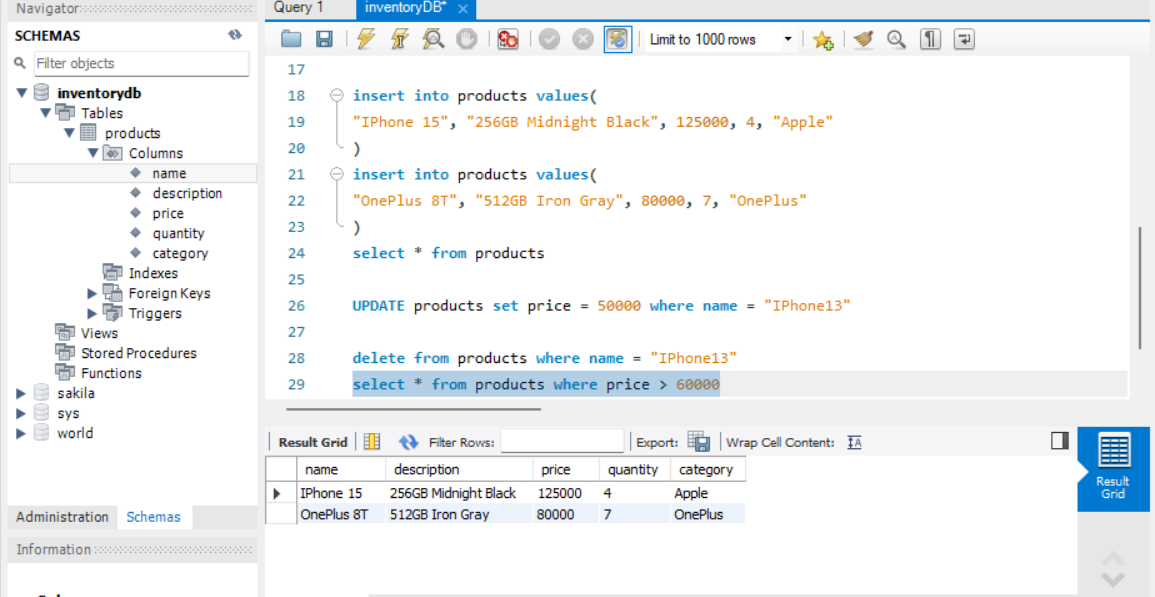 Navigator
Query 1
inventoryDB*
SCHEMAS
Limit to 1000 rows
Filter objects
inventorydb
Tables
products
Columns
name
description
price
quantity
category
Indexes
Foreign Keys
Triggers
Views
Stored Procedures
Functions
sakila
sys
world
Administration Schemas
Information
17
18 insert into products values(
19 "IPhone 15", "256GB Midnight Black", 125000, 4, "Apple"
20 )
21 insert into products values(
22 "OnePlus 8T", "512GB Iron Gray", 80000, 7, "OnePlus"
23 )
24 select * from products
25
26 UPDATE products set price = 50000 where name = "IPhone13"
27
28 delete from products where name = "IPhone13"
29 select * from products where price > 60000
Result Grid Filter Rows: Export: Wrap Cell Content:
name description price quantity category
IPhone 15 256GB Midnight Black 125000 4 Apple
OnePlus 8T 512GB Iron Gray 80000 7 OnePlus
Result
Grid